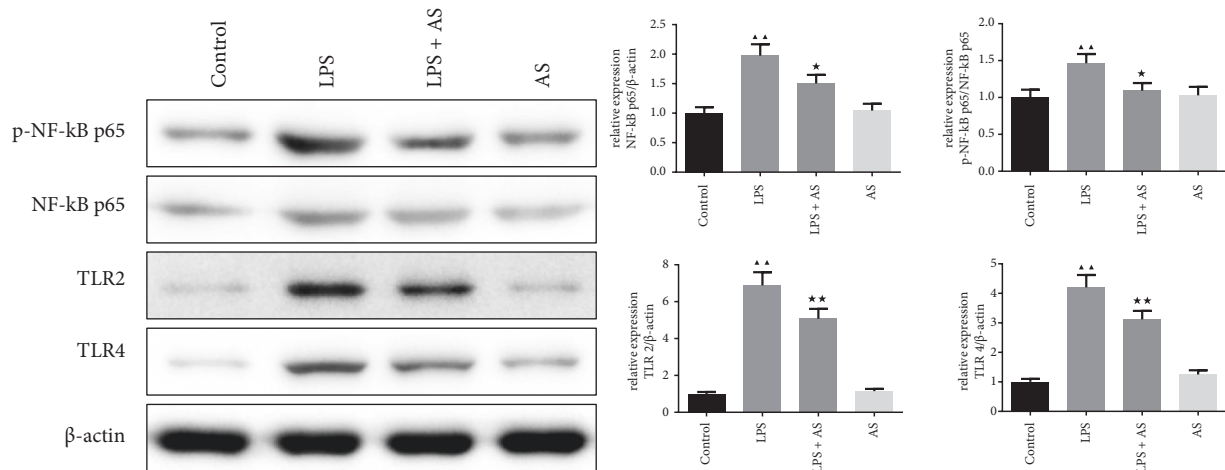 Control
LPS
LPS + AS
AS
p-NF-kB p65
NF-kB p65
TLR2
TLR4
β-actin
relative expression
NF-kB p65/β-actin
2.5
2.0
1.5
1.0
0.5
0.0
▲▲
★
Control
LPS
LPS + AS
AS
relative expression
p-NF-kB p65/NF-kB p65
2.0
1.5
1.0
0.5
0.0
▲▲
★
Control
LPS
LPS + AS
AS
relative expression
TLR 2/β-actin
8
6
4
2
0
▲▲
★★
Control
LPS
LPS + AS
AS
relative expression
TLR 4/β-actin
5
4
3
2
1
0
▲▲
★★
Control
LPS
LPS + AS
AS